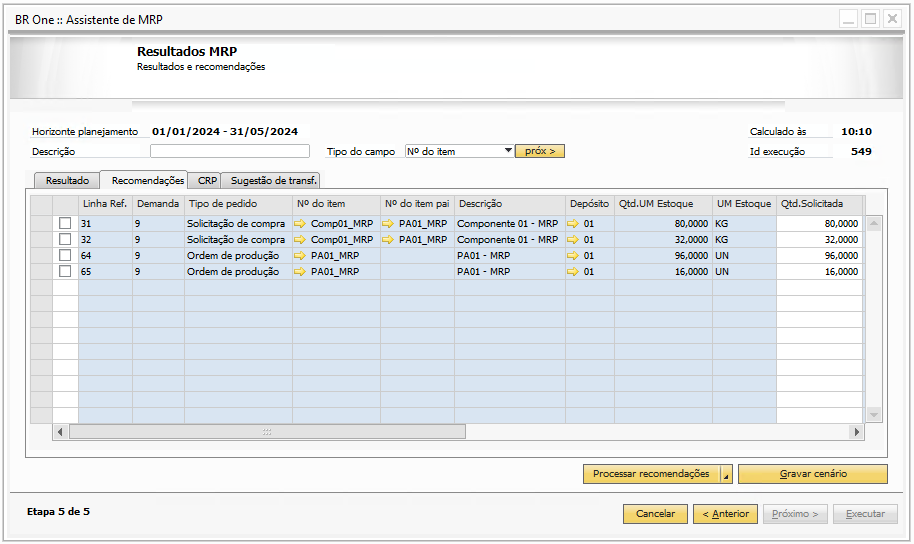 BR One :: Assistente de MRP
Resultados MRP
Resultados e recomendações
Horizonte planejamento 01/01/2024 - 31/05/2024 Calculado às 10:10
Descrição Tipo do campo Nº do item próx > Id execução 549
Resultado Recomendações CRP Sugestão de transf.
Linha Ref. Demanda Tipo de pedido Nº do item Nº do item pai Descrição Depósito Qtd.UM Estoque UM Estoque Qtd.Solicitada
31 9 Solicitação de compra Comp01_MRP PA01_MRP Componente 01 - MRP 01 80,0000 KG 80,0000
32 9 Solicitação de compra Comp01_MRP PA01_MRP Componente 01 - MRP 01 32,0000 KG 32,0000
64 9 Ordem de produção PA01_MRP PA01 - MRP 01 96,0000 UN 96,0000
65 9 Ordem de produção PA01_MRP PA01 - MRP 01 16,0000 UN 16,0000
Processar recomendações Gravar cenário
Etapa 5 de 5 Cancelar < Anterior Próximo > Executar